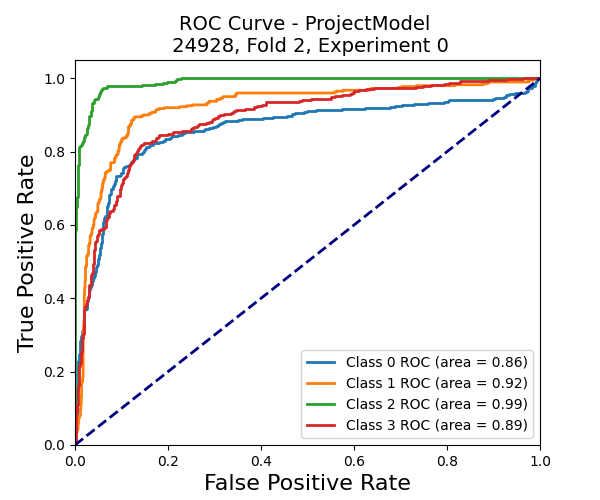 ROC Curve - ProjectModel
24928, Fold 2, Experiment 0
True Positive Rate
1.0
0.8
0.6
0.4
0.2
0.0
Class 0 ROC (area = 0.86)
Class 1 ROC (area = 0.92)
Class 2 ROC (area = 0.99)
Class 3 ROC (area = 0.89)
0.0 0.2 0.4 0.6 0.8 1.0
False Positive Rate